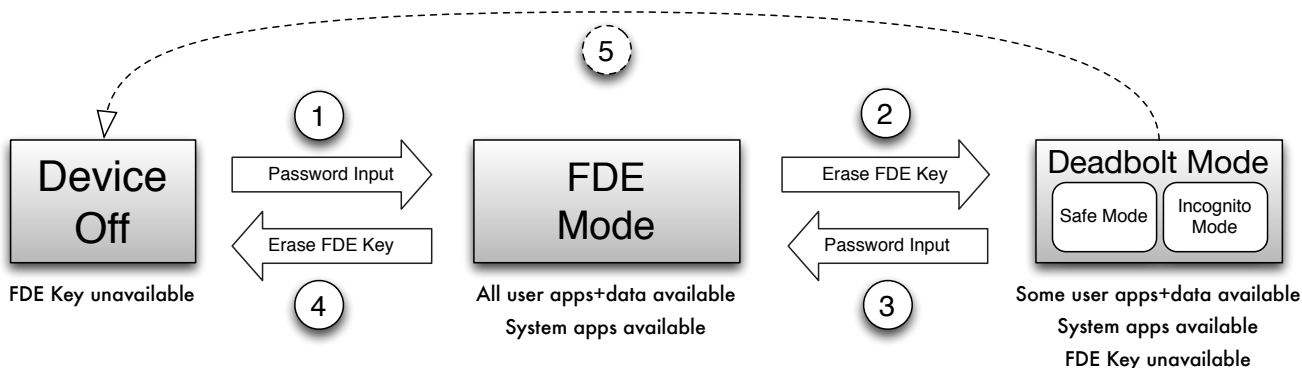 5
1
2
Device
Off
Password Input
Erase FDE Key
FDE Key unavailable
4
FDE
Mode
All user apps+data available
System apps available
Erase FDE Key
Password Input
3
Deadbolt Mode
Safe Mode
Incognito
Mode
Some user apps+data available
System apps available
FDE Key unavailable